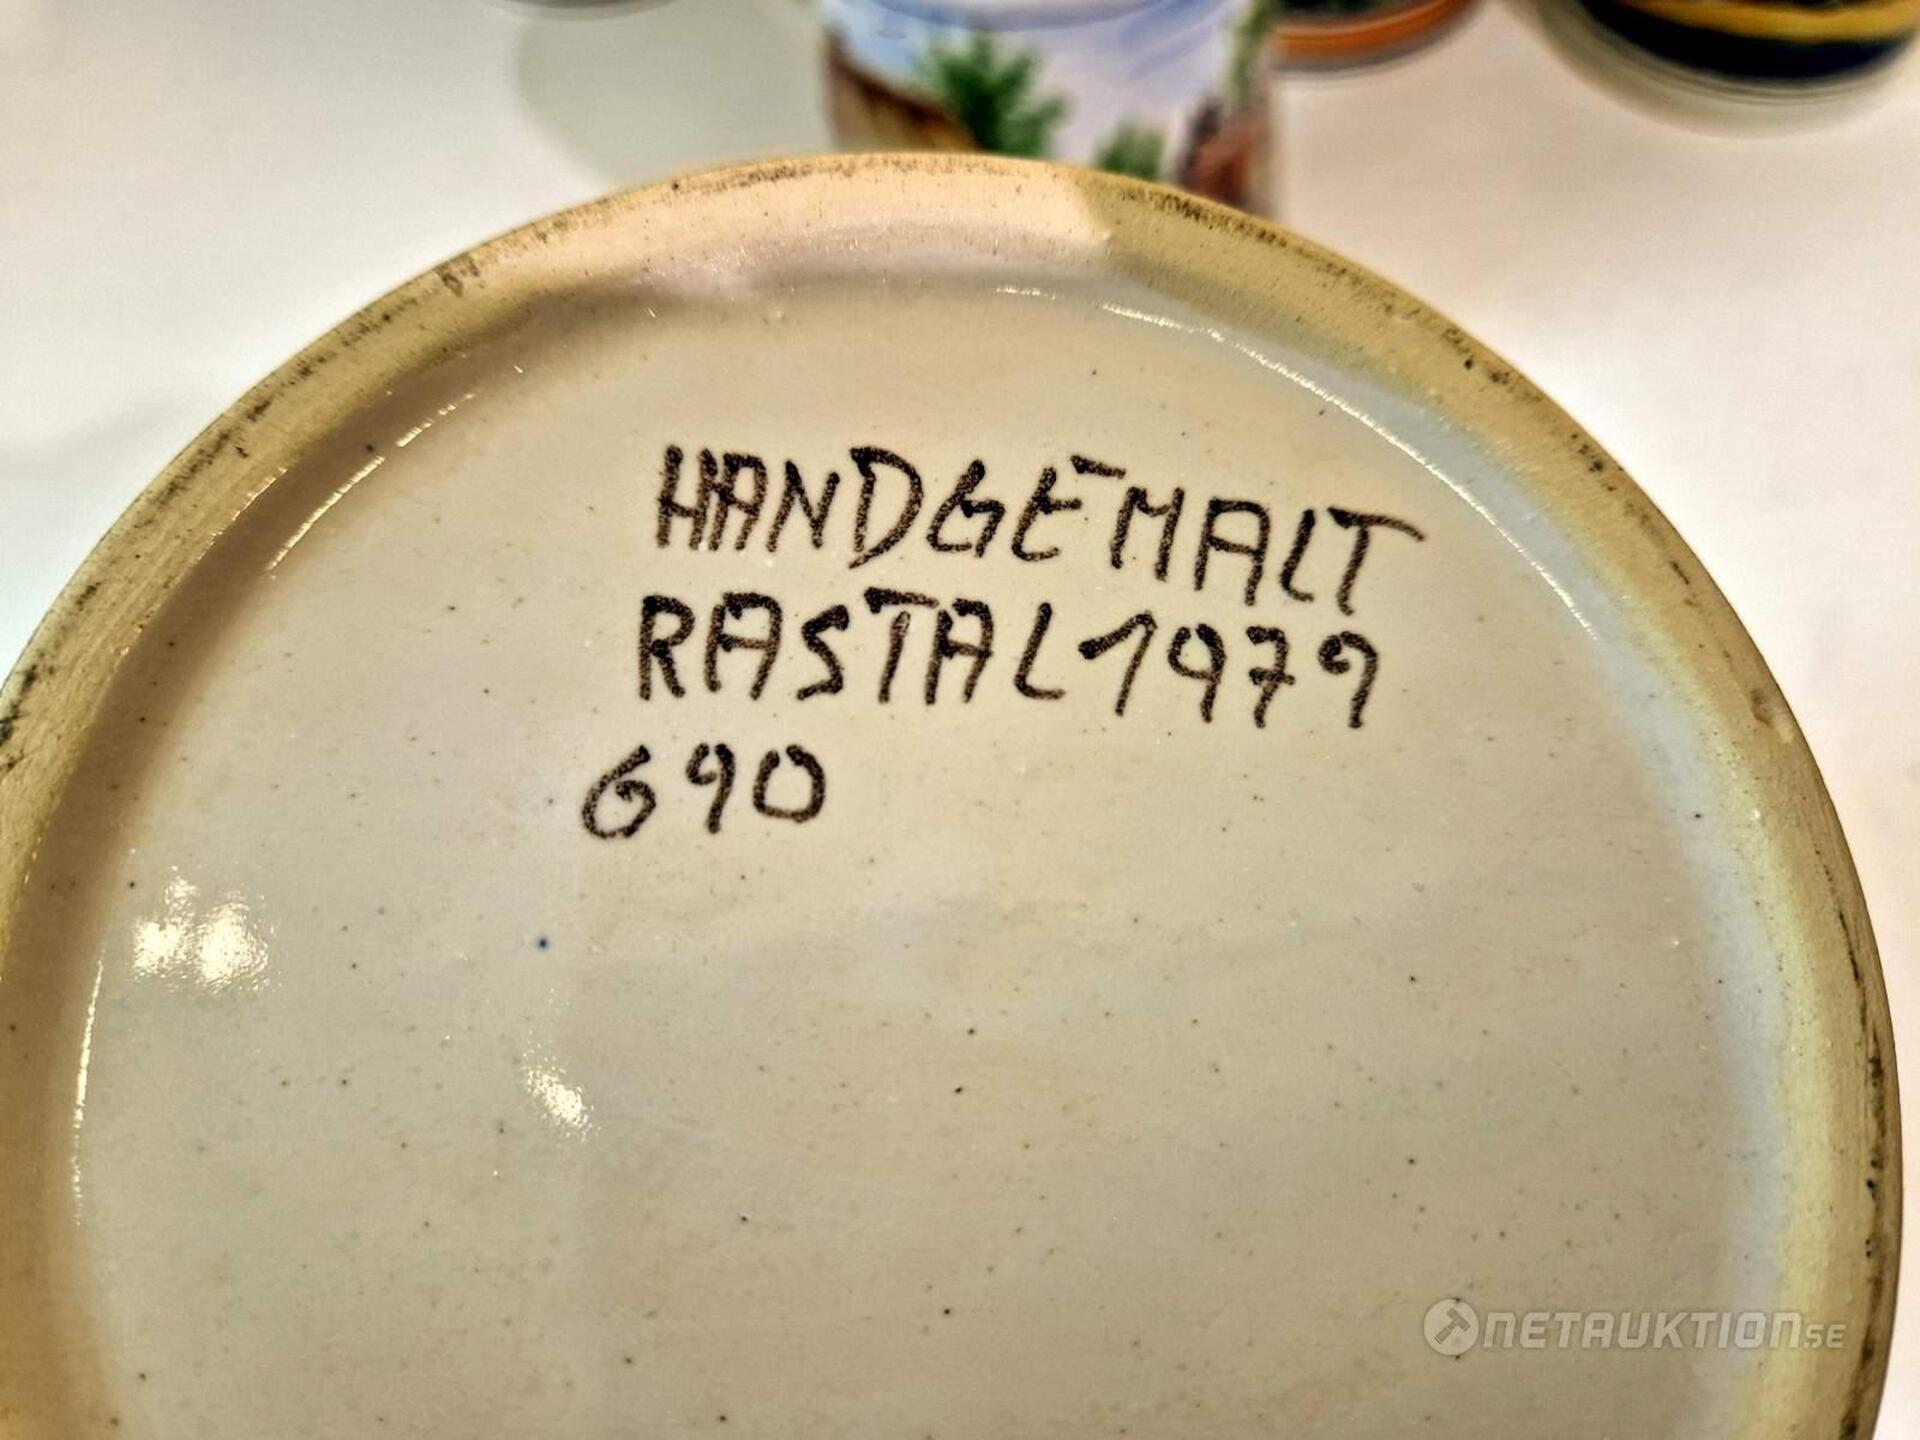 HANDGEMALT
RASTAL 1979
690
NETAUKTION.SE